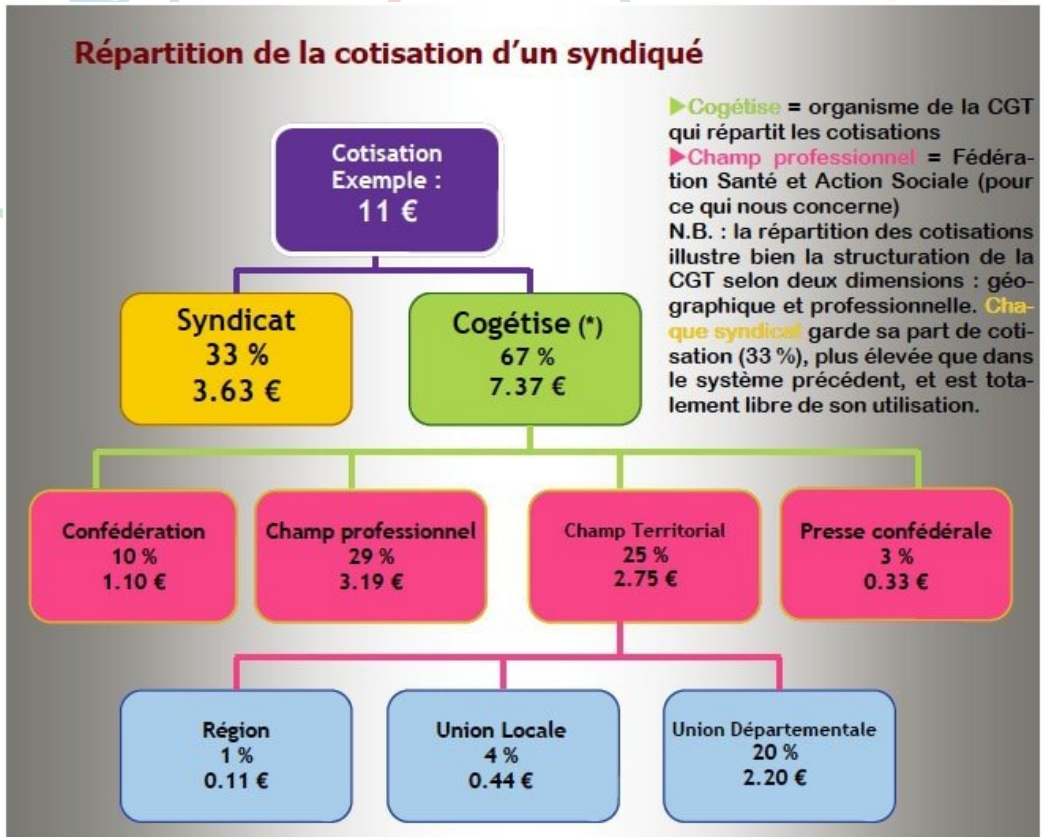 Répartition de la cotisation d'un syndiqué
▶Cogétise = organisme de la CGT
qui répartit les cotisations
▶Champ professionnel = Fédéra-
tion Santé et Action Sociale (pour
ce qui nous concerne)
N.B. : la répartition des cotisations
illustre bien la structuration de la
CGT selon deux dimensions : géo-
graphique et professionnelle. Cha-
que syndicat garde sa part de coti-
sation (33 %), plus élevée que dans
le système précédent, et est tota-
lement libre de son utilisation.
Cotisation
Exemple :
11 €
Syndicat
33 %
3.63 €
Cogétise (*)
67 %
7.37 €
Confédération
10 %
1.10 €
Champ professionnel
29 %
3.19 €
Champ Territorial
25 %
2.75 €
Presse confédérale
3 %
0.33 €
Région
1 %
0.11 €
Union Locale
4 %
0.44 €
Union Départementale
20 %
2.20 €